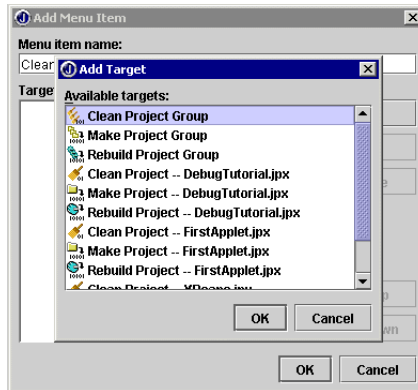 Add Menu Item
Menu item name:
Clean
Add Target
Available targets:
Clean Project Group
Make Project Group
Rebuild Project Group
Clean Project -- DebugTutorial.jpx
Make Project -- DebugTutorial.jpx
Rebuild Project -- DebugTutorial.jpx
Clean Project -- FirstApplet.jpx
Make Project -- FirstApplet.jpx
Rebuild Project -- FirstApplet.jpx
Clean Project --
OK Cancel
OK Cancel